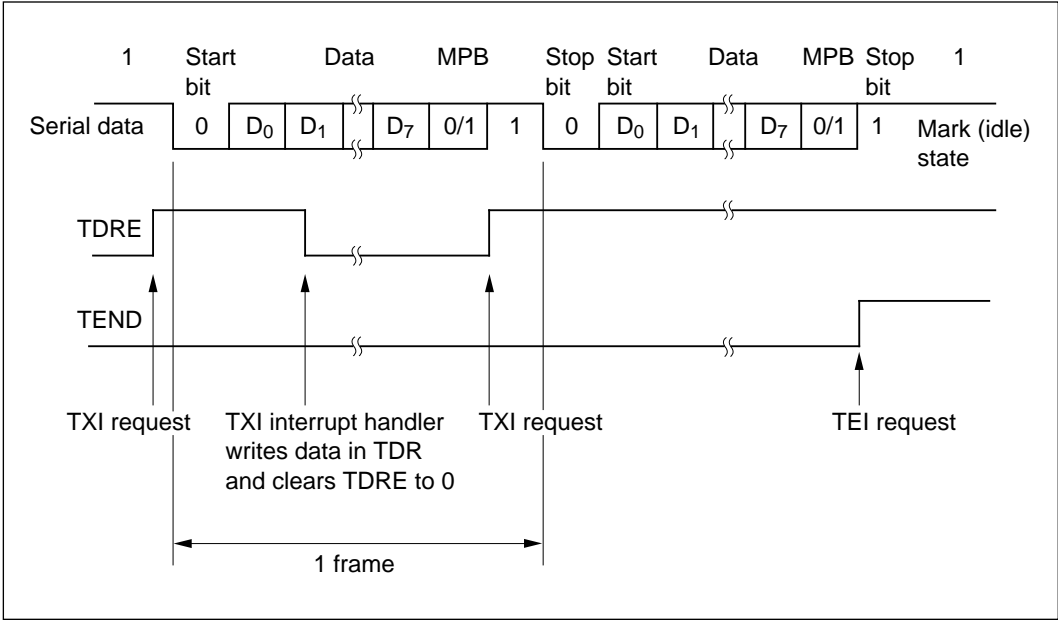 1 Start Data MPB Stop Start Data MPB Stop 1
bit bit bit bit
Serial data 0 D₀ D₁ D₇ 0/1 1 0 D₀ D₁ D₇ 0/1 1 Mark (idle)
state
TDRE
TEND
TXI request TXI interrupt handler TXI request TEI request
writes data in TDR
and clears TDRE to 0
1 frame